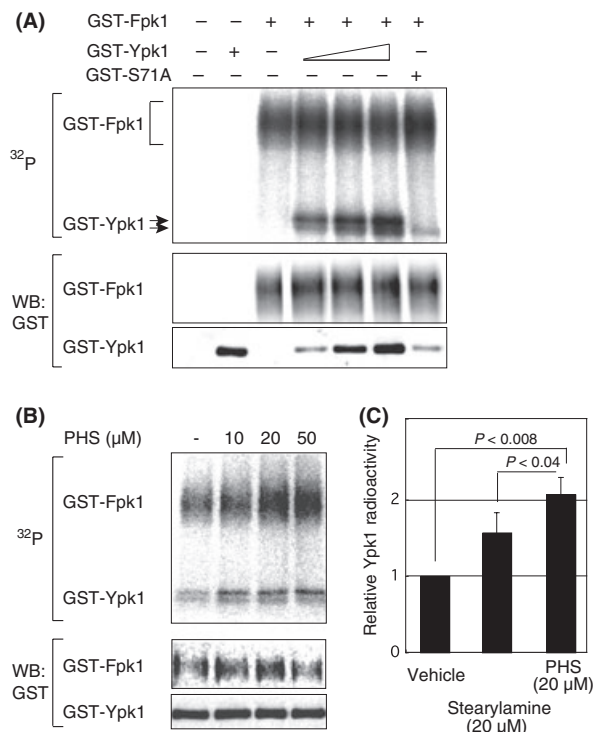 (A)
GST-Fpk1 – – + + + + +
GST-Ypk1 – + – –
GST-S71A – – – – – – +
32P
GST-Fpk1
GST-Ypk1
WB:
GST
GST-Fpk1
GST-Ypk1
(B)
PHS (µM) - 10 20 50
32P
GST-Fpk1
GST-Ypk1
WB:
GST
GST-Fpk1
GST-Ypk1
(C)
Relative Ypk1 radioactivity
P < 0.008
P < 0.04
2
1
0
Vehicle
PHS
(20 µM)
Stearylamine
(20 µM)